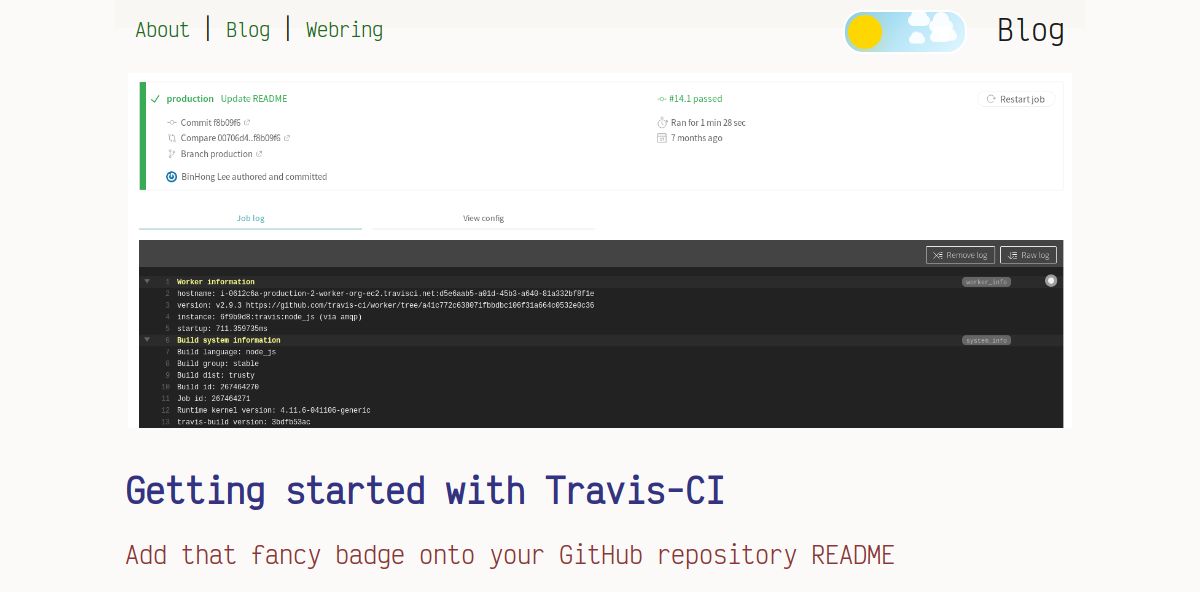 About | Blog | Webring
Blog
production Update README
#14.1 passed
Restart job
Commit f8b09f6
Ran for 1 min 28 sec
Compare 00706d4..f8b09f6
7 months ago
Branch production
BinHong Lee authored and committed
Job log
View config
Remove log
Raw log
1 Worker information
worker_info
2 hostname: i-0612c6a-production-2-worker-org-ec2.travisci.net:d5e6aab5-a01d-45b3-a640-81a332bf8f1e
3 version: v2.9.3 https://github.com/travis-ci/worker/tree/a41c772c638071fbbdbc106f31a664c0532e0c36
4 instance: 6f9b9d8:travis:node_js (via amqp)
5 startup: 711.359735ms
6 Build system information
system_info
7 Build language: node_js
8 Build group: stable
9 Build dist: trusty
10 Build id: 267464270
11 Job id: 267464271
12 Runtime kernel version: 4.11.6-041106-generic
13 travis-build version: 3bdfb53ac
Getting started with Travis-CI
Add that fancy badge onto your GitHub repository README